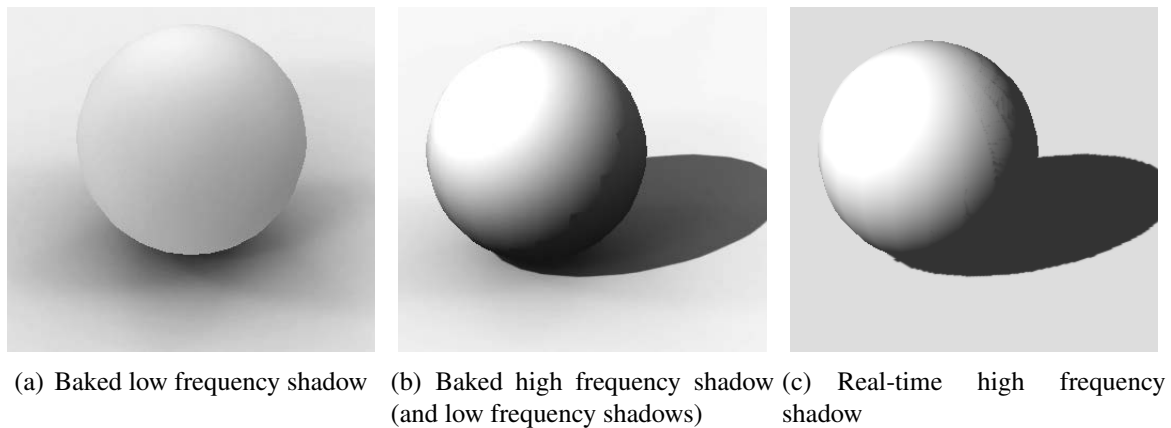 (a) Baked low frequency shadow
(b) Baked high frequency shadow
(and low frequency shadows)
(c) Real-time high frequency
shadow